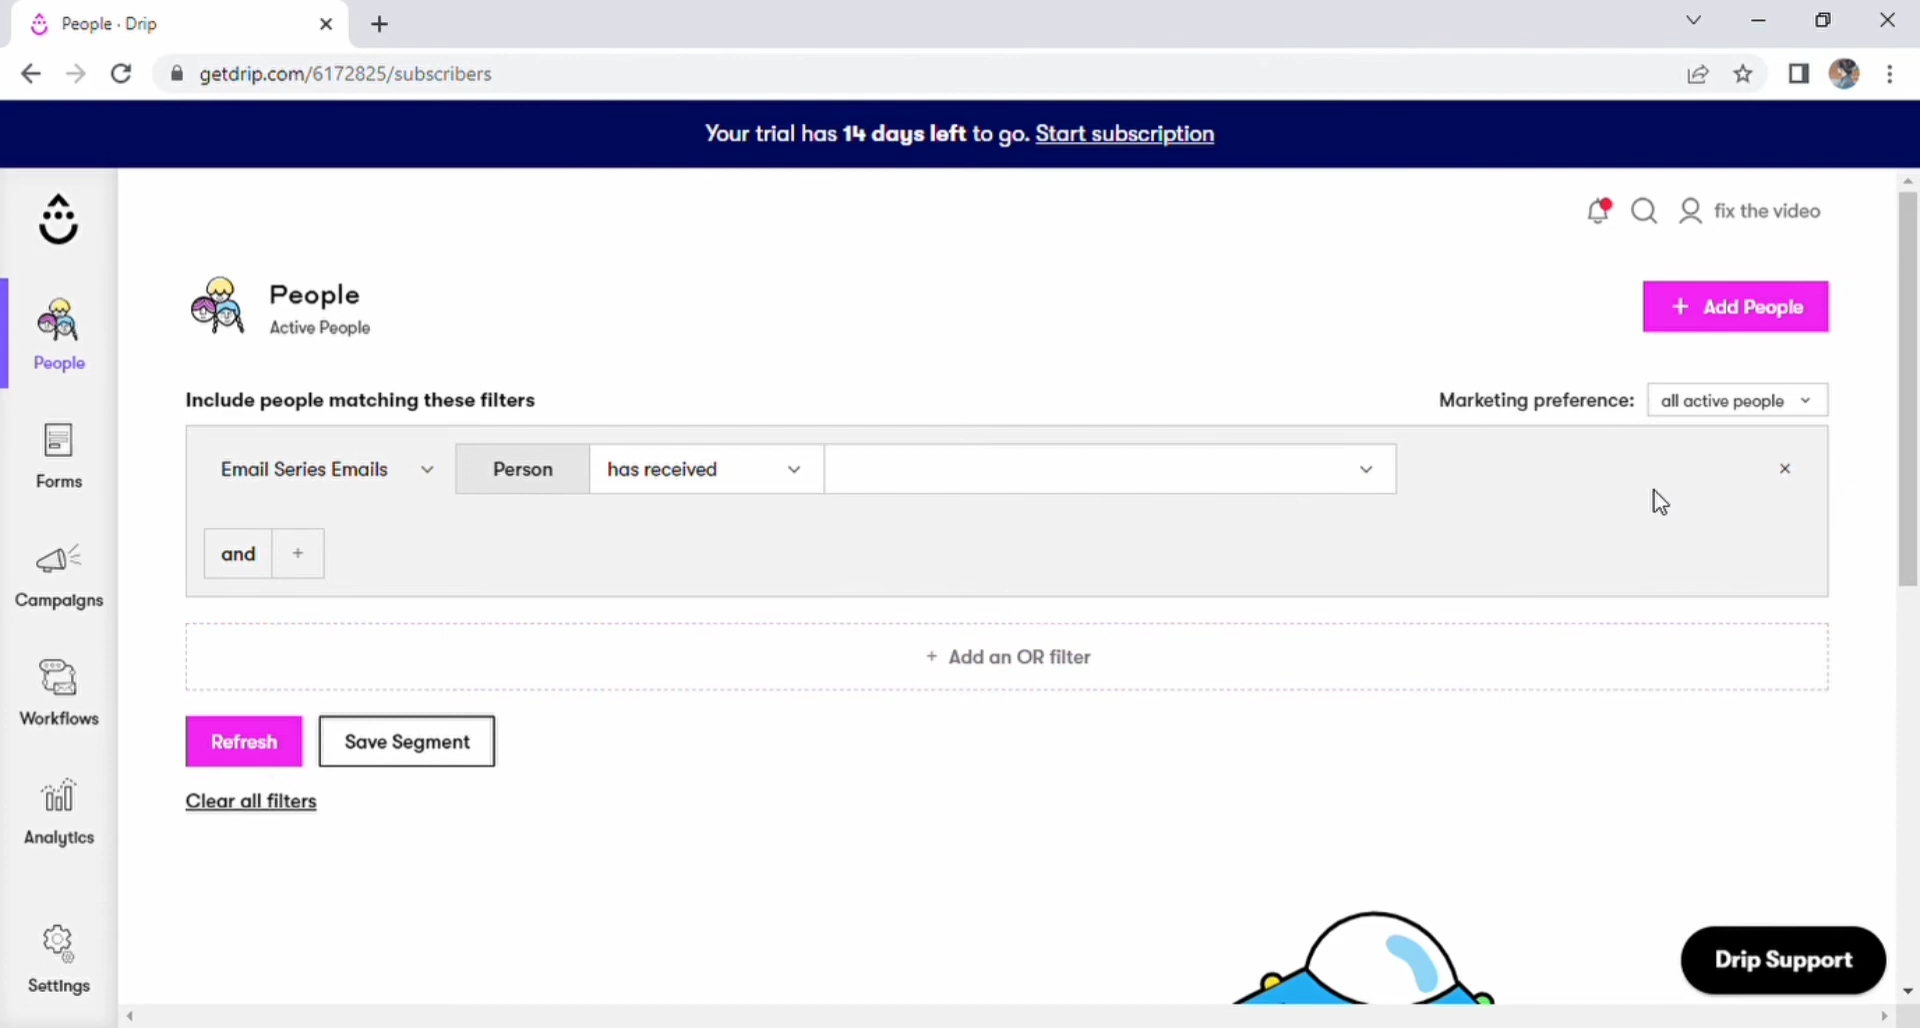 People · Drip
getdrip.com/6172825/subscribers
Your trial has 14 days left to go. Start subscription
fix the video
People
Active People
+ Add People
Include people matching these filters
Marketing preference: all active people
Email Series Emails Person has received
and +
+ Add an OR filter
Refresh Save Segment
Clear all filters
People
Forms
Campaigns
Workflows
Analytics
Settings
Drip Support